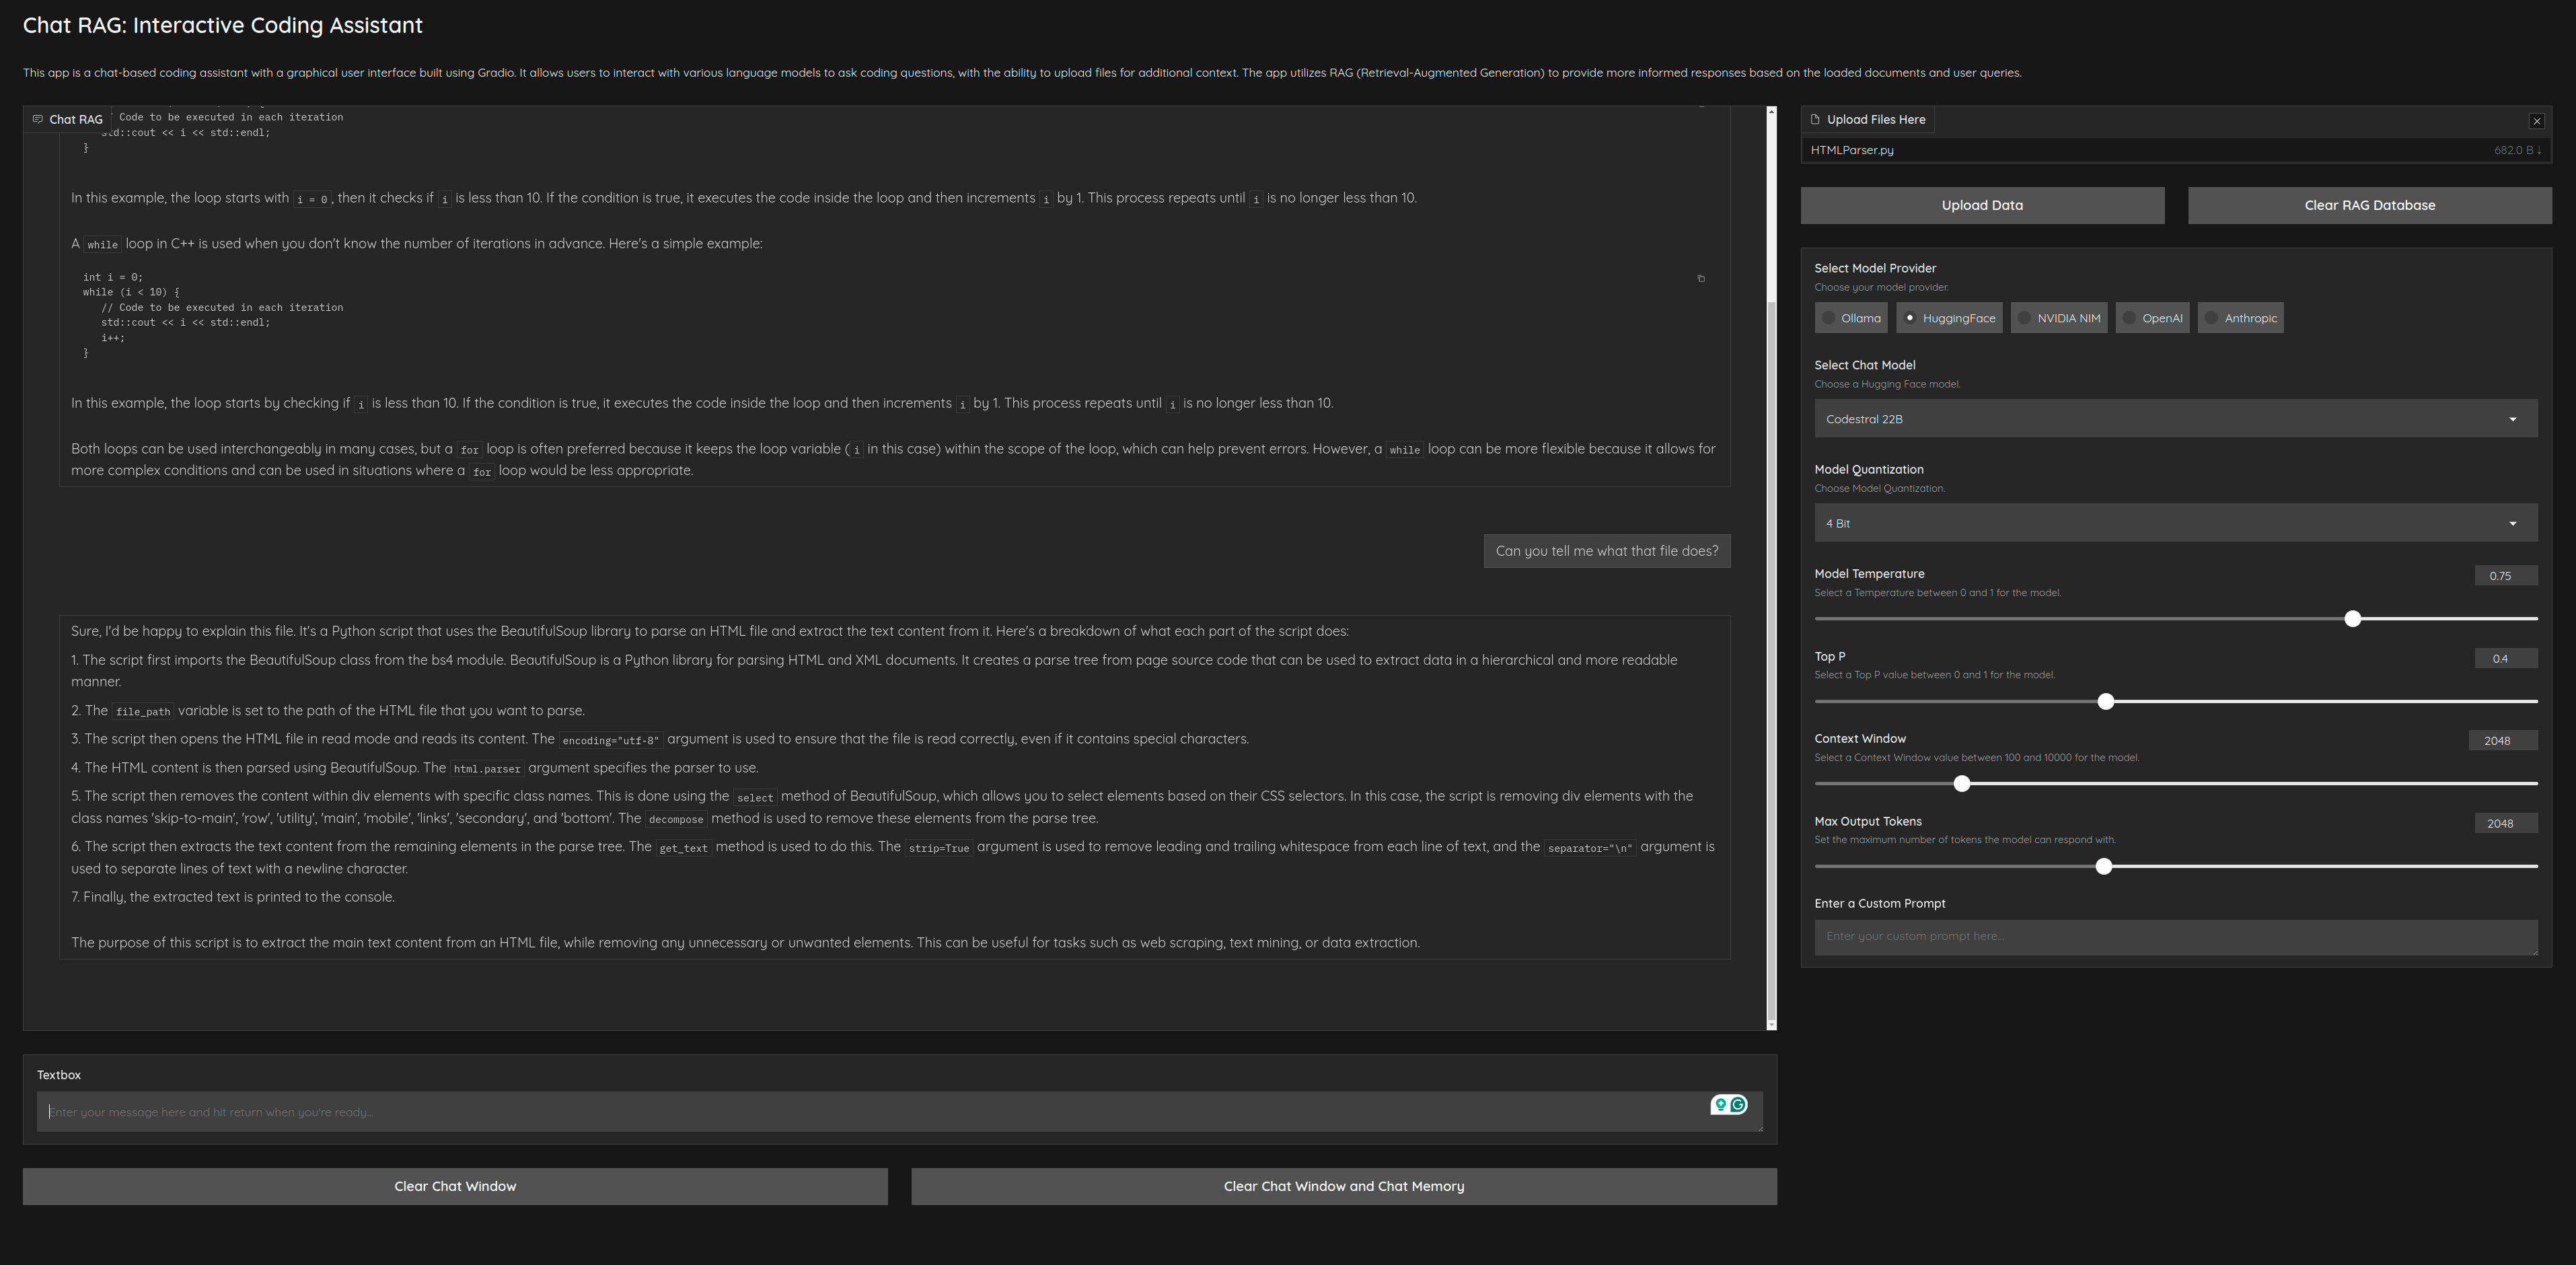 Chat RAG: Interactive Coding Assistant
This app is a chat-based coding assistant with a graphical user interface built using Gradio. It allows users to interact with various language models to ask coding questions, with the ability to upload files for additional context. The app utilizes RAG (Retrieval-Augmented Generation) to provide more informed responses based on the loaded documents and user queries.
Chat RAG
Code to be executed in each iteration
std::cout << i << std::endl;
}
In this example, the loop starts with i = 0, then it checks if i is less than 10. If the condition is true, it executes the code inside the loop and then increments i by 1. This process repeats until i is no longer less than 10.
A while loop in C++ is used when you don't know the number of iterations in advance. Here's a simple example:
int i = 0;
while (i < 10) {
// Code to be executed in each iteration
std::cout << i << std::endl;
i++;
}
In this example, the loop starts by checking if i is less than 10. If the condition is true, it executes the code inside the loop and then increments i by 1. This process repeats until i is no longer less than 10.
Both loops can be used interchangeably in many cases, but a for loop is often preferred because it keeps the loop variable (i in this case) within the scope of the loop, which can help prevent errors. However, a while loop can be more flexible because it allows for
more complex conditions and can be used in situations where a for loop would be less appropriate.
Can you tell me what that file does?
Sure, I'd be happy to explain this file. It's a Python script that uses the BeautifulSoup library to parse an HTML file and extract the text content from it. Here's a breakdown of what each part of the script does:
1. The script first imports the BeautifulSoup class from the bs4 module. BeautifulSoup is a Python library for parsing HTML and XML documents. It creates a parse tree from page source code that can be used to extract data in a hierarchical and more readable
manner.
2. The file_path variable is set to the path of the HTML file that you want to parse.
3. The script then opens the HTML file in read mode and reads its content. The encoding="utf-8" argument is used to ensure that the file is read correctly, even if it contains special characters.
4. The HTML content is then parsed using BeautifulSoup. The html.parser argument specifies the parser to use.
5. The script then removes the content within div elements with specific class names. This is done using the select method of BeautifulSoup, which allows you to select elements based on their CSS selectors. In this case, the script is removing div elements with the
class names 'skip-to-main', 'row', 'utility', 'main', 'mobile', 'links', 'secondary', and 'bottom'. The decompose method is used to remove these elements from the parse tree.
6. The script then extracts the text content from the remaining elements in the parse tree. The get_text method is used to do this. The strip=True argument is used to remove leading and trailing whitespace from each line of text, and the separator="\n" argument is
used to separate lines of text with a newline character.
7. Finally, the extracted text is printed to the console.
The purpose of this script is to extract the main text content from an HTML file, while removing any unnecessary or unwanted elements. This can be useful for tasks such as web scraping, text mining, or data extraction.
Textbox
Enter your message here and hit return when you're ready...
Clear Chat Window
Clear Chat Window and Chat Memory
Upload Files Here
HTMLParser.py 682.0 B ↓
Upload Data
Clear RAG Database
Select Model Provider
Choose your model provider.
Ollama HuggingFace NVIDIA NIM OpenAI Anthropic
Select Chat Model
Choose a Hugging Face model.
Codestral 22B
Model Quantization
Choose Model Quantization.
4 Bit
Model Temperature 0.75
Select a Temperature between 0 and 1 for the model.
Top P 0.4
Select a Top P value between 0 and 1 for the model.
Context Window 2048
Select a Context Window value between 100 and 10000 for the model.
Max Output Tokens 2048
Set the maximum number of tokens the model can respond with.
Enter a Custom Prompt
Enter your custom prompt here...